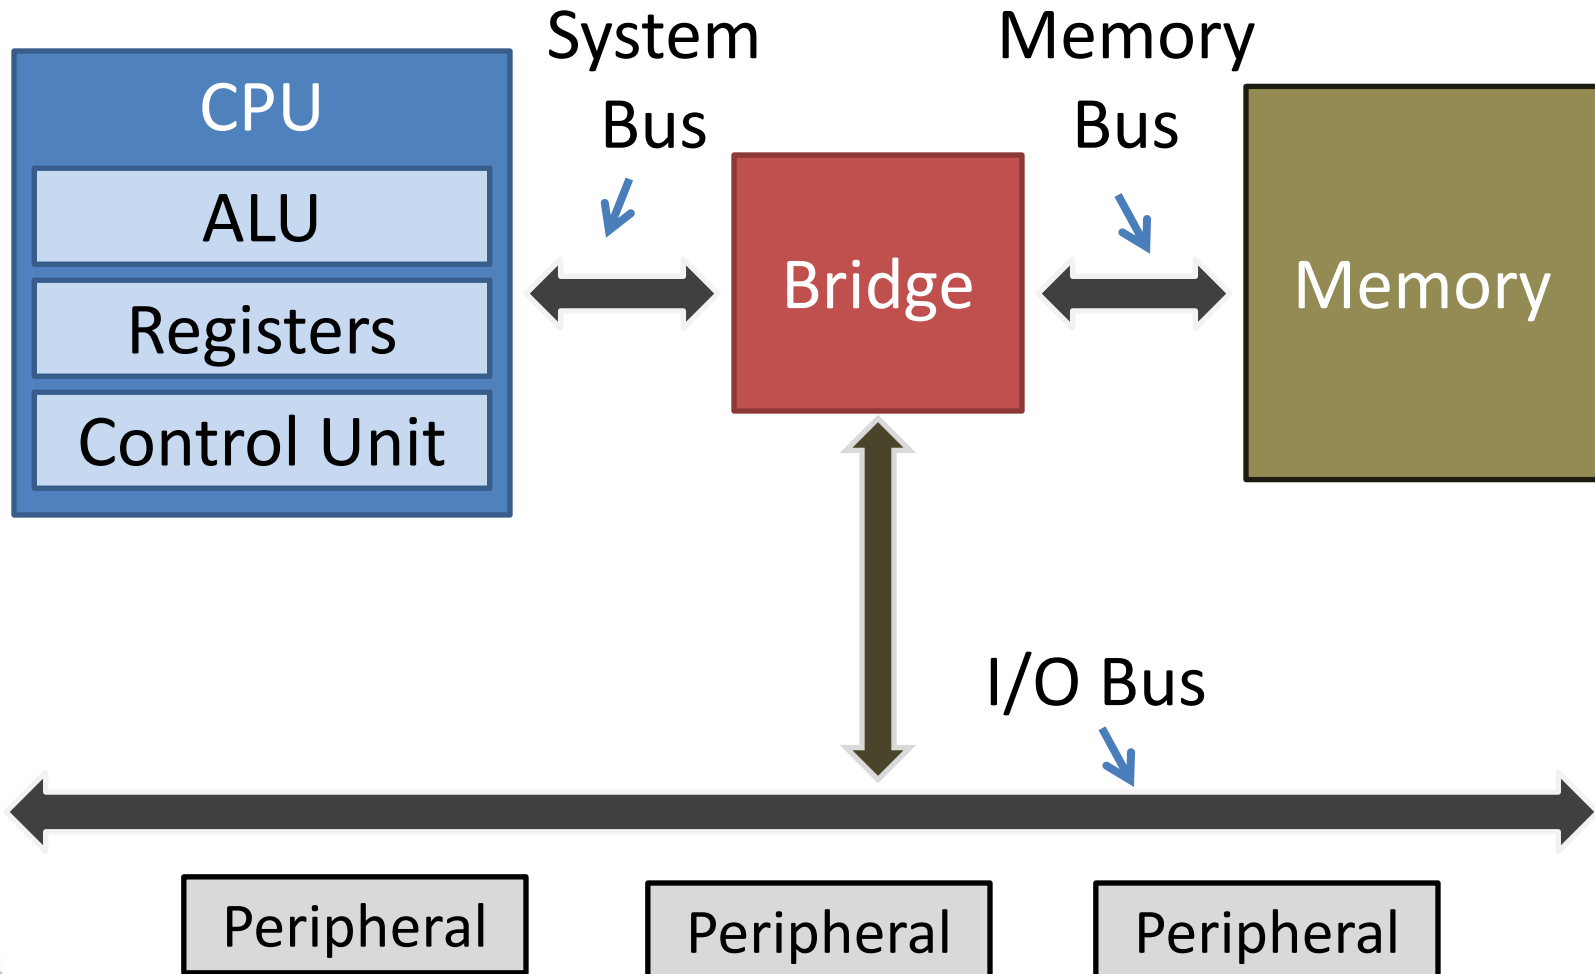 System
Bus
Memory
Bus
CPU
ALU
Registers
Control Unit
Bridge
Memory
I/O Bus
Peripheral
Peripheral
Peripheral